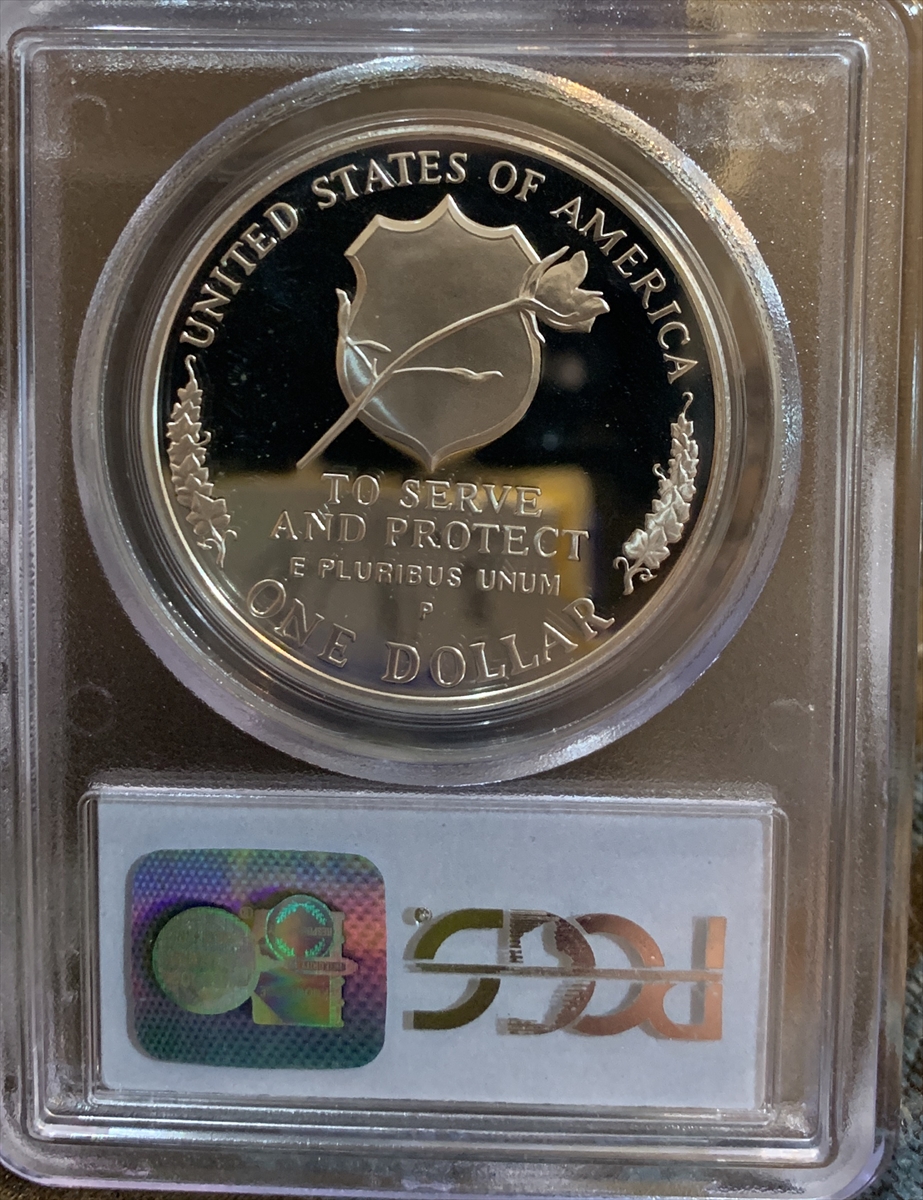 UNITED STATES OF AMERICA
TO SERVE
AND PROTECT
E PLURIBUS UNUM
P
ONE DOLLAR
PCGS